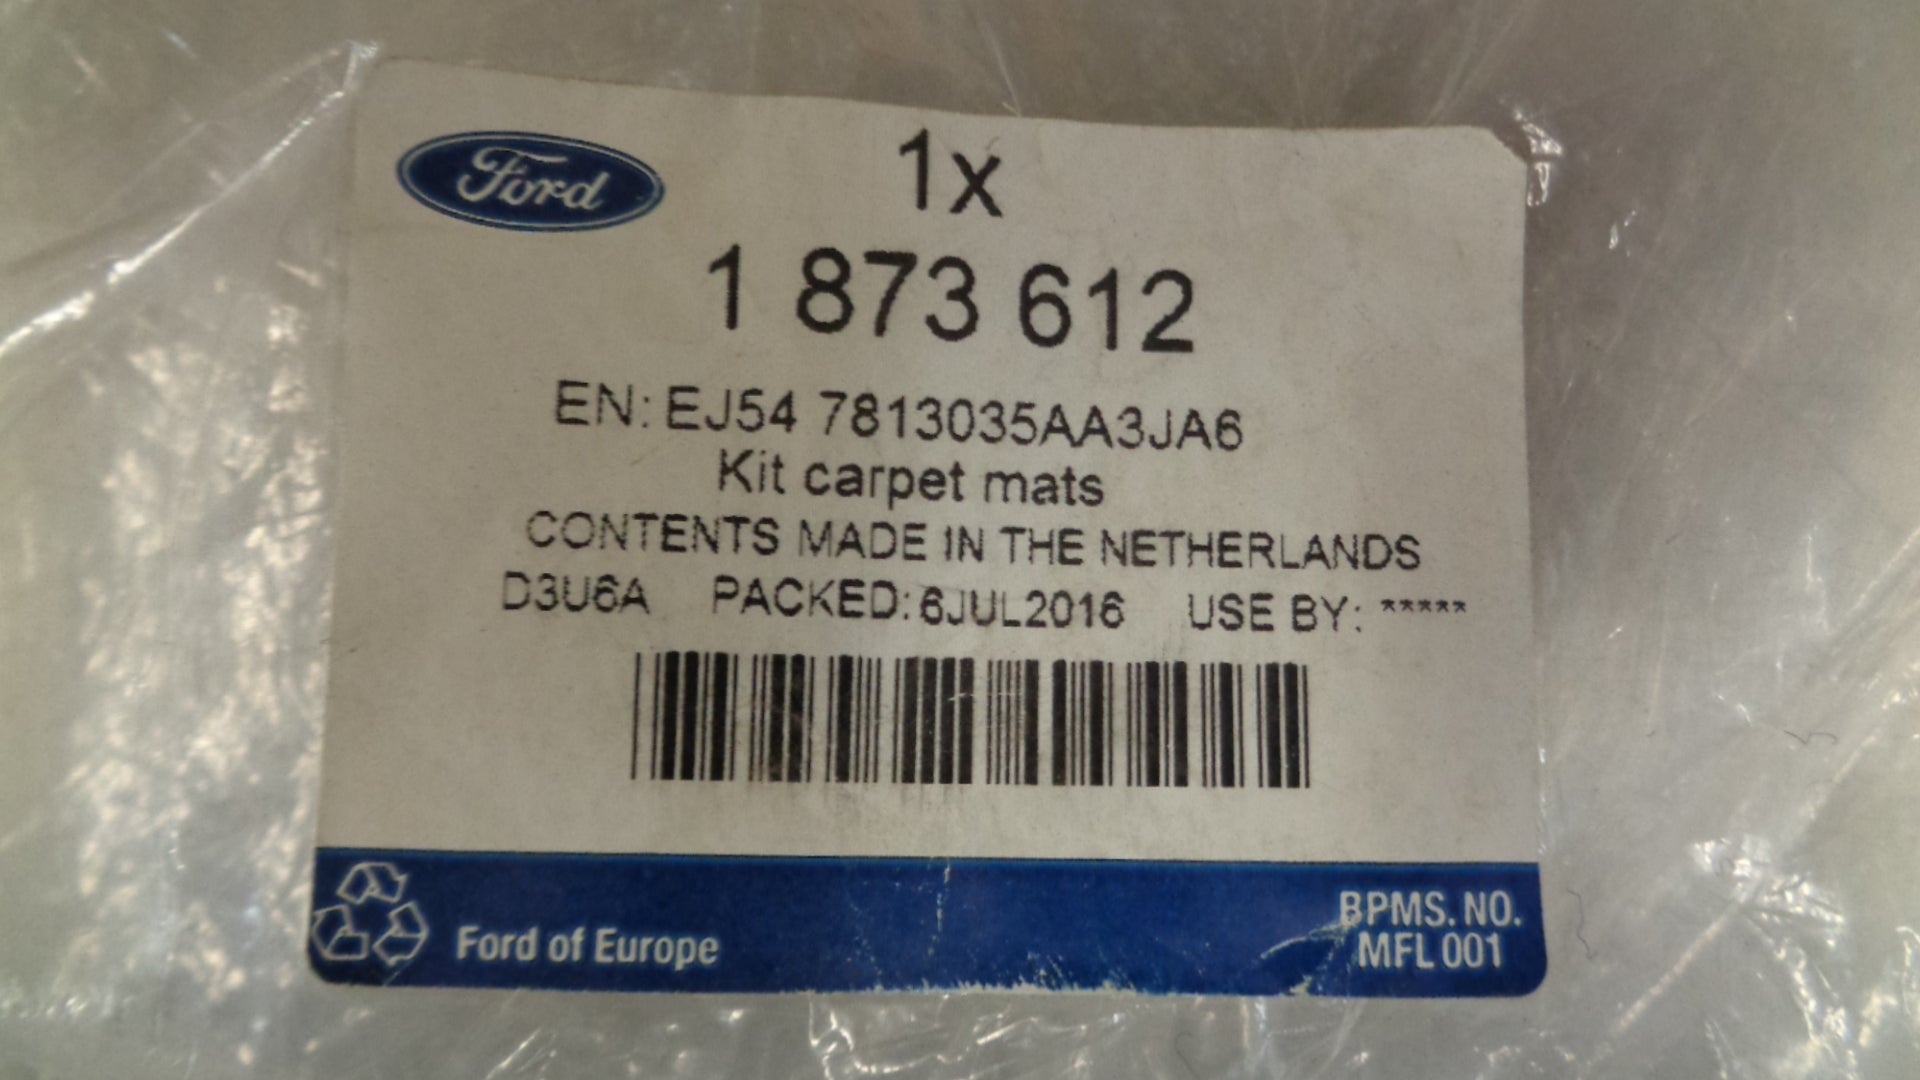 Ford
1x
1 873 612
EN: EJ54 7813035AA3JA6
Kit carpet mats
CONTENTS MADE IN THE NETHERLANDS
D3U6A PACKED: 6JUL2016 USE BY: *****
Ford of Europe
BPMS. NO.
MFL 001